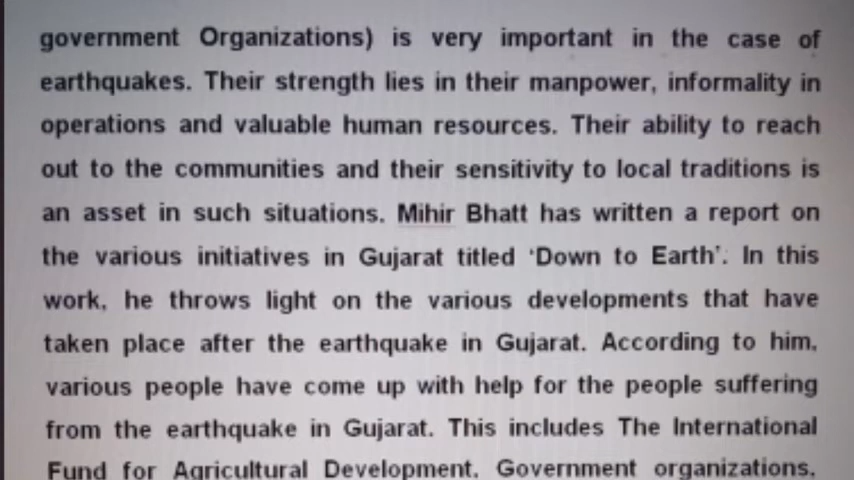 government Organizations) is very important in the case of
earthquakes. Their strength lies in their manpower, informality in
operations and valuable human resources. Their ability to reach
out to the communities and their sensitivity to local traditions is
an asset in such situations. Mihir Bhatt has written a report on
the various initiatives in Gujarat titled ‘Down to Earth’. In this
work, he throws light on the various developments that have
taken place after the earthquake in Gujarat. According to him,
various people have come up with help for the people suffering
from the earthquake in Gujarat. This includes The International
Fund for Agricultural Development, Government organizations,